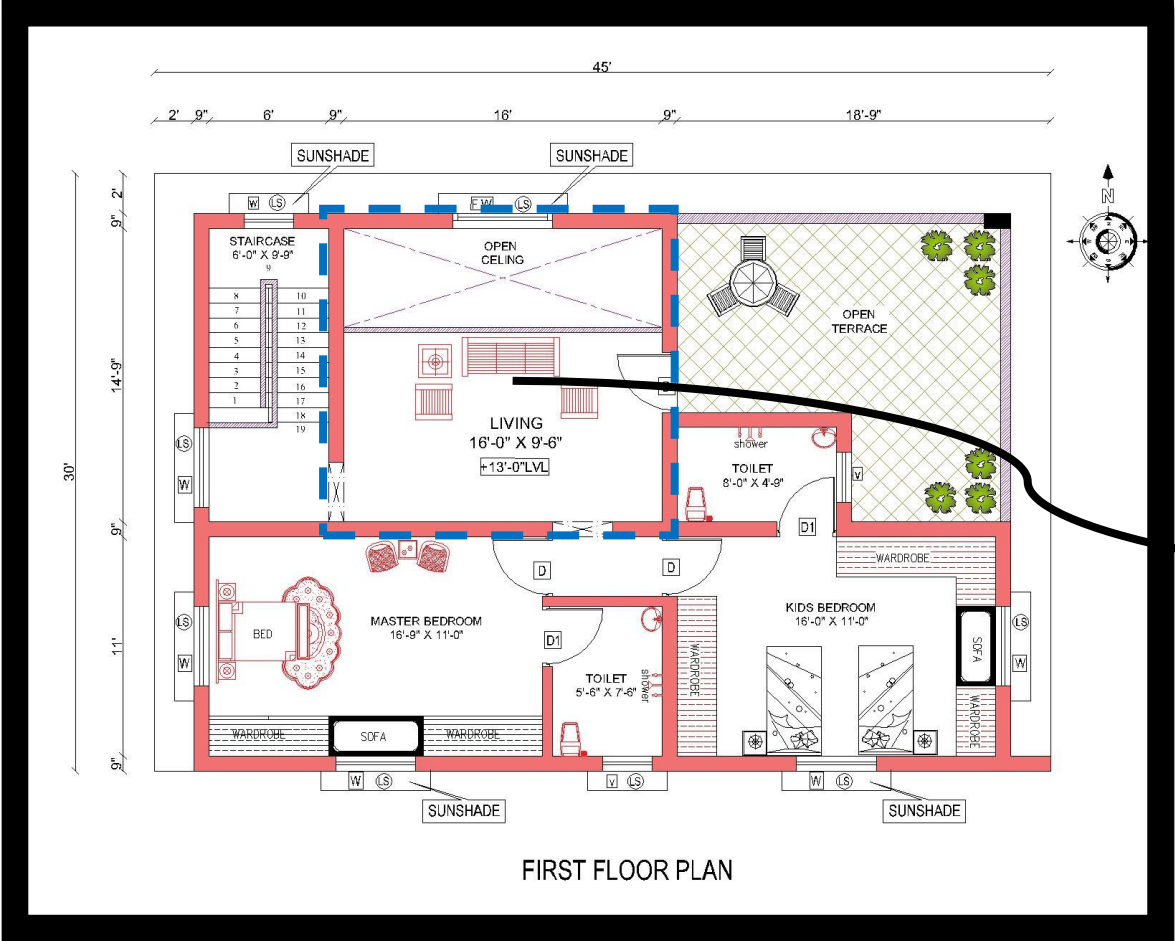 45'
2' 9" 6' 9" 16' 9" 18'-9"
SUNSHADE
SUNSHADE
N
2'
9"
14'-9"
9"
11'
9"
30'
W LS
F.W LS
STAIRCASE
6'-0" X 9'-9"
9
8 10
7 11
6 12
5 13
4 14
3 15
2 16
1 17
18
19
OPEN
CELING
OPEN
TERRACE
LIVING
16'-0" X 9'-6"
+13'-0"LVL
LS
W
shower
TOILET
8'-0" X 4'-9"
V
D1
D
D
WARDROBE
MASTER BEDROOM
16'-9" X 11'-0"
BED
LS
W
D1
KIDS BEDROOM
16'-0" X 11'-0"
WARDROBE
SOFA
LS
W
TOILET
5'-6" X 7'-6"
shower
WARDROBE
SOFA
WARDROBE
WARDROBE
W LS
V LS
W LS
SUNSHADE
SUNSHADE
FIRST FLOOR PLAN